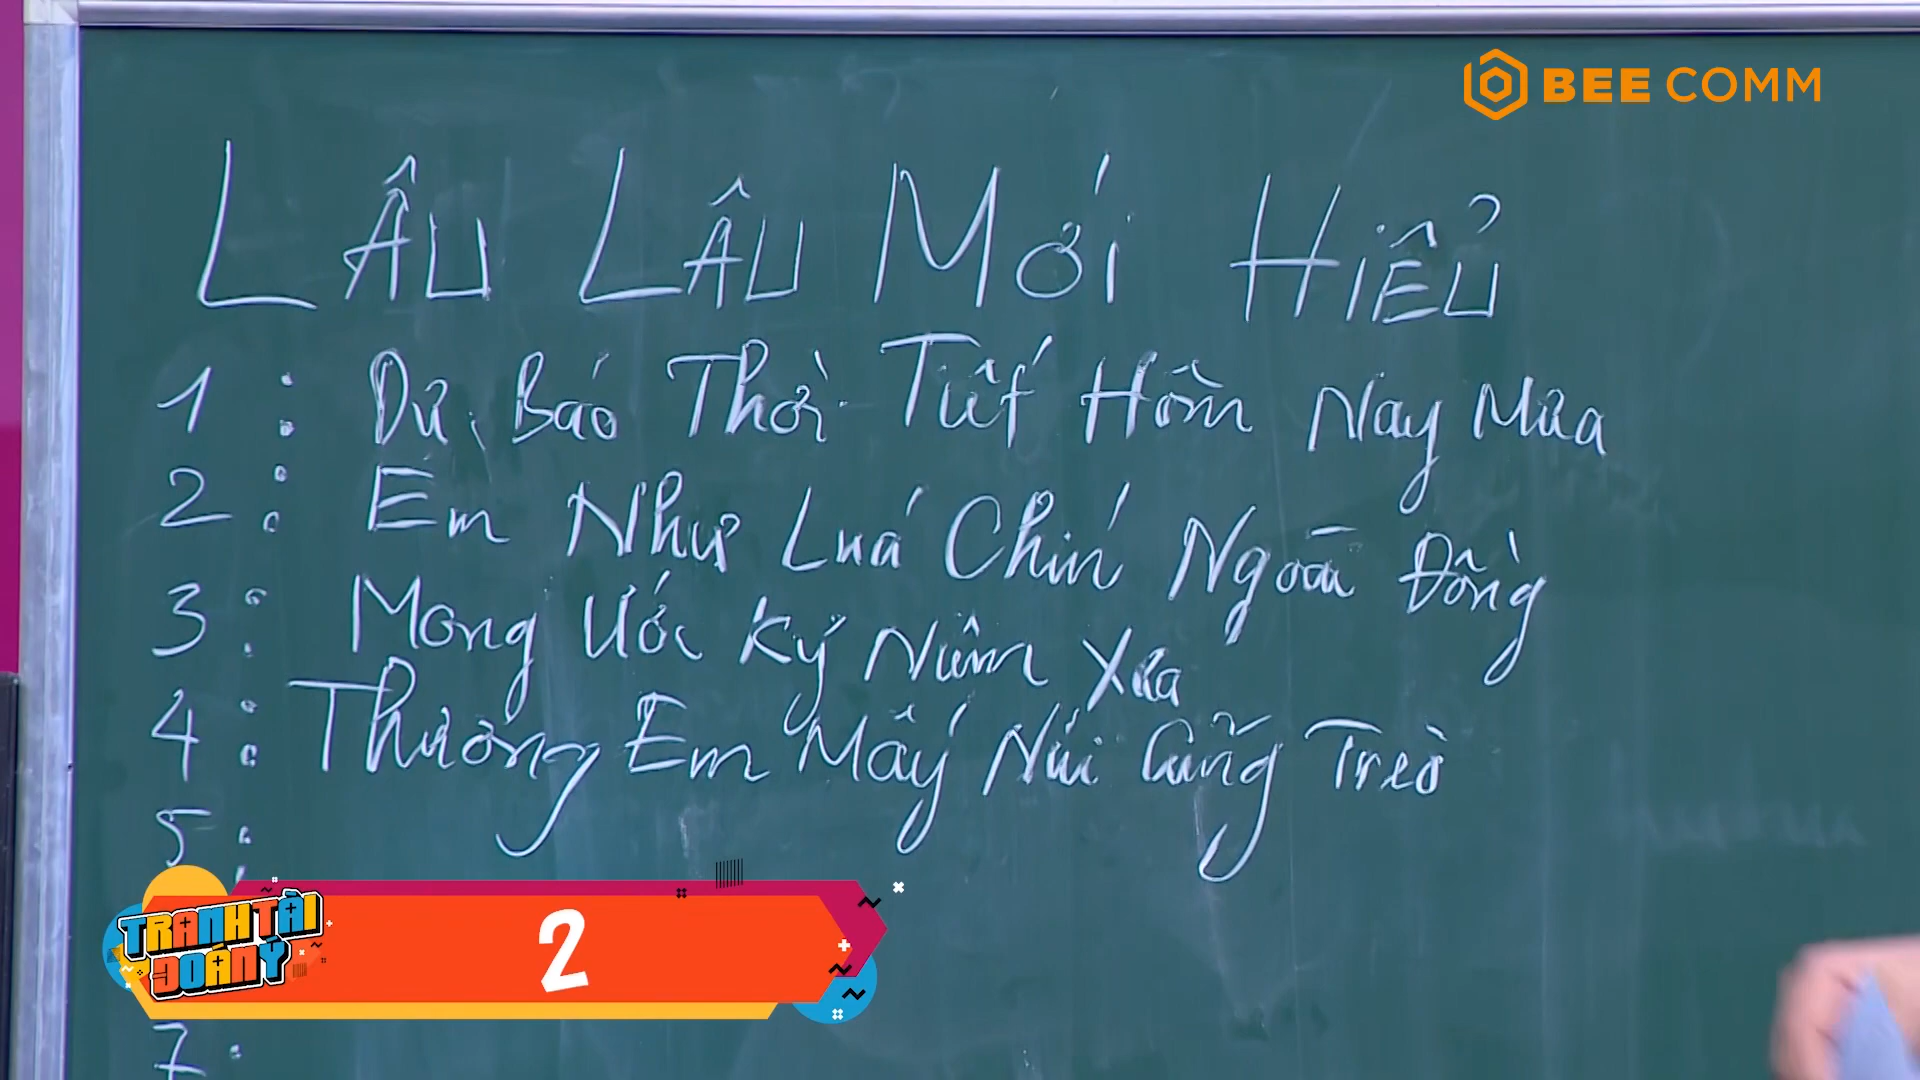 BEE COMM
LÂU LÂU MỚI HIỂU
1: Dự Báo Thời Tiết Hôm Nay Mưa
2: Em Như Luá Chín Ngoài Đồng
3: Mong Ước Kỷ Niệm Xưa
4: Thường Em Mấy Núi Cũng Trèo
5:
TRANH TÀI ĐOÁN Ý
2
7: